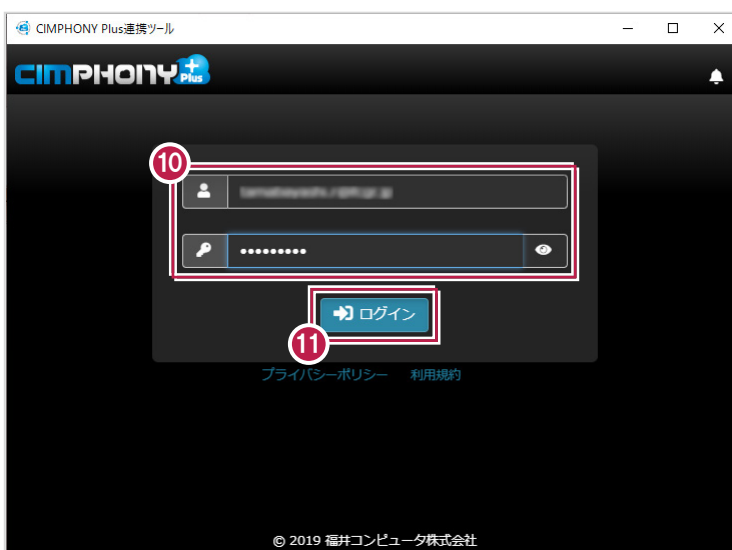 CIMPHONY Plus連携ツール
CIMPHONY Plus
10
•••••••••
11
ログイン
プライバシーポリシー 利用規約
© 2019 福井コンピュータ株式会社